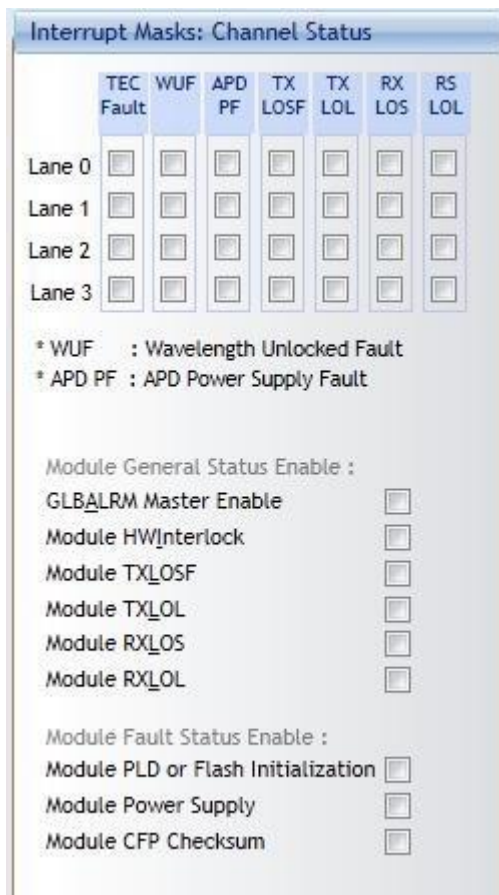 Interrupt Masks: Channel Status
TEC Fault WUF APD PF TX LOSF TX LOL RX LOS RS LOL
Lane 0
Lane 1
Lane 2
Lane 3
* WUF : Wavelength Unlocked Fault
* APD PF : APD Power Supply Fault
Module General Status Enable :
GLBALRM Master Enable
Module HWInterlock
Module TXLOSF
Module TXLOL
Module RXLOS
Module RXLOL
Module Fault Status Enable :
Module PLD or Flash Initialization
Module Power Supply
Module CFP Checksum